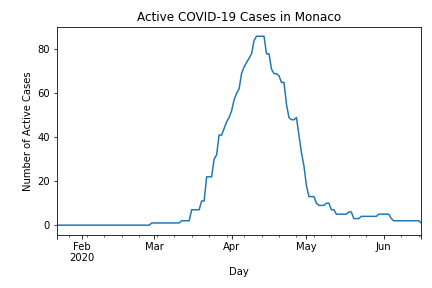 Active COVID-19 Cases in Monaco
Number of Active Cases
80
60
40
20
0
Feb Mar Apr May Jun
2020
Day